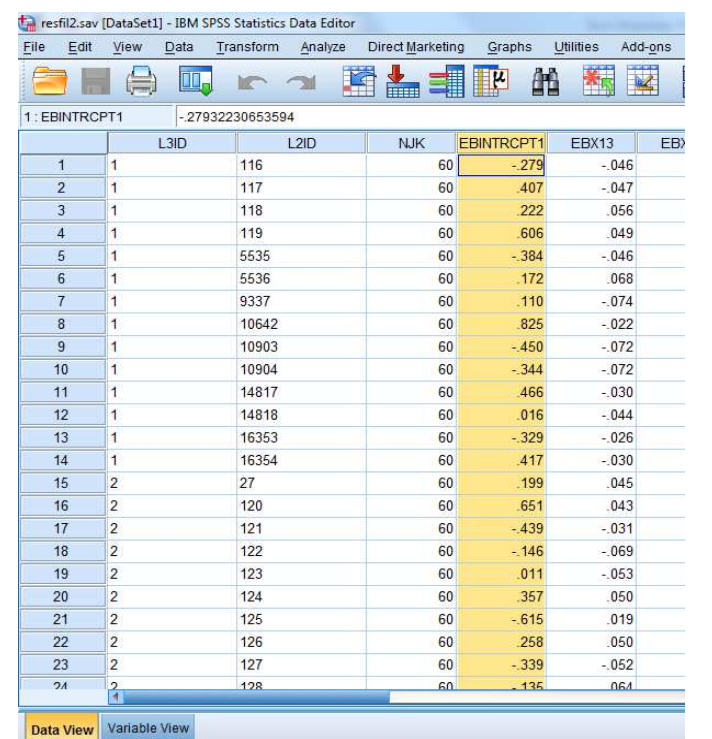 resfil2.sav [DataSet1] - IBM SPSS Statistics Data Editor
File Edit View Data Transform Analyze Direct Marketing Graphs Utilities Add-ons
1 : EBINTRCPT1 -.27932230653594
L3ID L2ID NJK EBINTRCPT1 EBX13 EBX
1 1 116 60 -.279 -.046
2 1 117 60 .407 -.047
3 1 118 60 .222 .056
4 1 119 60 .606 .049
5 1 5535 60 -.384 -.046
6 1 5536 60 .172 .068
7 1 9337 60 .110 -.074
8 1 10642 60 .825 -.022
9 1 10903 60 -.450 -.072
10 1 10904 60 -.344 -.072
11 1 14817 60 .466 -.030
12 1 14818 60 .016 -.044
13 1 16353 60 -.329 -.026
14 1 16354 60 .417 -.030
15 2 27 60 .199 .045
16 2 120 60 .651 .043
17 2 121 60 -.439 -.031
18 2 122 60 -.146 -.069
19 2 123 60 .011 -.053
20 2 124 60 .357 .050
21 2 125 60 -.615 .019
22 2 126 60 .258 .050
23 2 127 60 -.339 -.052
24 2 128 60 -.135 .064
Data View Variable View